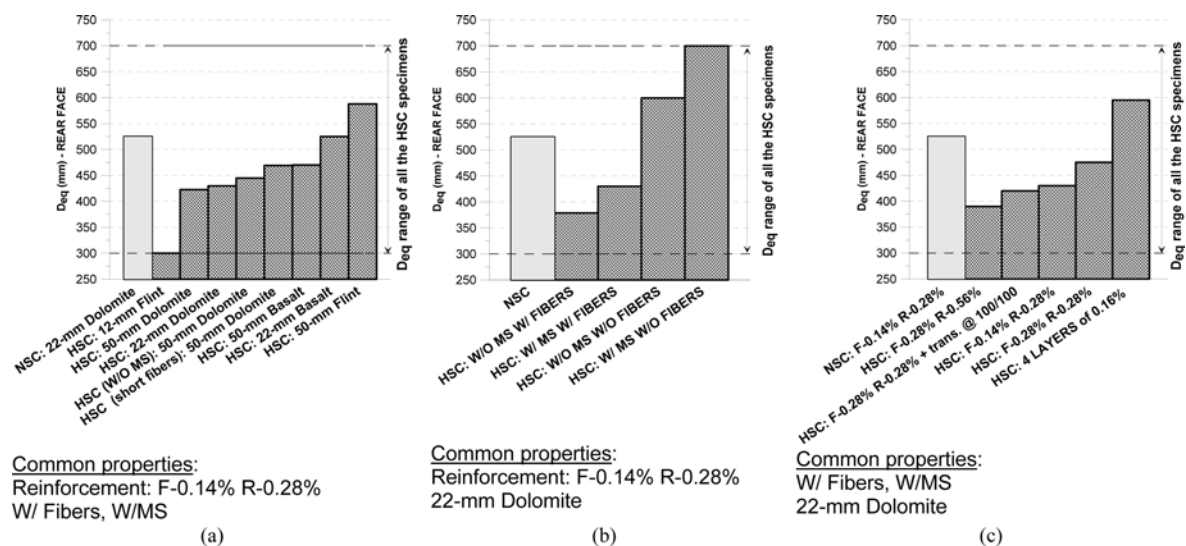 750
700
650
600
550
500
450
400
350
300
250
Deq (mm) - REAR FACE
Deq range of all the HSC specimens
NSC: 22-mm Dolomite
HSC: 12-mm Flint
HSC: 50-mm Dolomite
HSC: 22-mm Dolomite
HSC (W/O MS): 50-mm Dolomite
HSC (short fibers): 50-mm Dolomite
HSC: 50-mm Basalt
HSC: 22-mm Basalt
HSC: 50-mm Flint
Common properties:
Reinforcement: F-0.14% R-0.28%
W/ Fibers, W/MS
(a)
750
700
650
600
550
500
450
400
350
300
250
Deq (mm) - REAR FACE
Deq range of all the HSC specimens
NSC
HSC: W/O MS W/ FIBERS
HSC: W/ MS W/ FIBERS
HSC: W/O MS W/O FIBERS
HSC: W/ MS W/O FIBERS
Common properties:
Reinforcement: F-0.14% R-0.28%
22-mm Dolomite
(b)
750
700
650
600
550
500
450
400
350
300
250
Deq (mm) - REAR FACE
Deq range of all the HSC specimens
NSC: F-0.14% R-0.28%
HSC: F-0.28% R-0.56%
HSC: F-0.28% R-0.28% + trans. @ 100/100
HSC: F-0.14% R-0.28%
HSC: F-0.28% R-0.28%
HSC: 4 LAYERS of 0.16%
Common properties:
W/ Fibers, W/MS
22-mm Dolomite
(c)